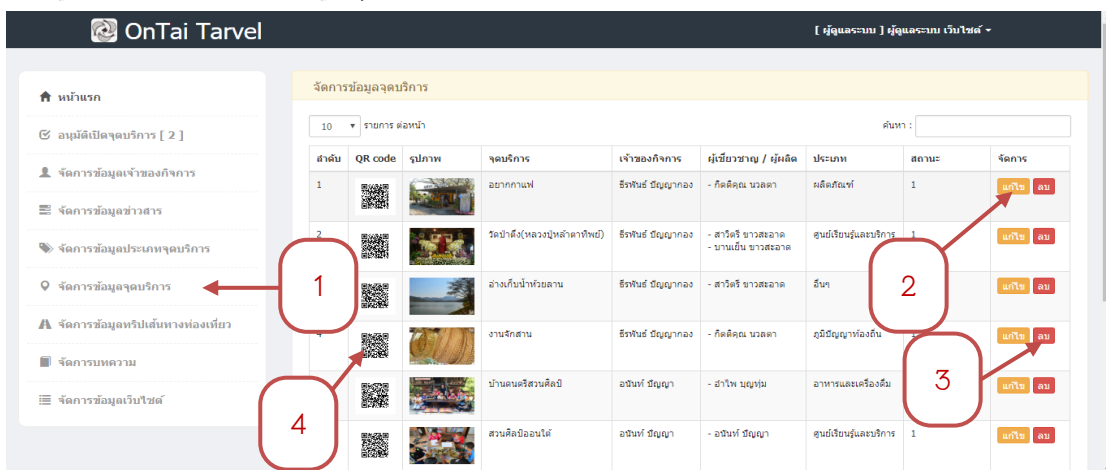 OnTai Tarvel
[ ผู้ดูแลระบบ ] ผู้ดูแลระบบ เว็บไซต์
หน้าแรก
อนุมัติเปิดจุดบริการ [ 2 ]
จัดการข้อมูลเจ้าของกิจการ
จัดการข้อมูลข่าวสาร
จัดการข้อมูลประเภทจุดบริการ
จัดการข้อมูลจุดบริการ
จัดการข้อมูลทริปเส้นทางท่องเที่ยว
จัดการบทความ
จัดการข้อมูลเว็บไซต์
จัดการข้อมูลจุดบริการ
10 รายการ ต่อหน้า ค้นหา :
ลำดับ QR code รูปภาพ จุดบริการ เจ้าของกิจการ ผู้เชี่ยวชาญ / ผู้ผลิต ประเภท สถานะ จัดการ
1 อยากกาแฟ ธีรพันธ์ ปัญญากอง - กิตติคุณ นวลตา ผลิตภัณฑ์ 1 แก้ไข ลบ
2 วัดป่าตึง(หลวงปู่หล้าตาทิพย์) ธีรพันธ์ ปัญญากอง - สาวิตรี ขาวสะอาด ศูนย์เรียนรู้และบริการ 1 แก้ไข ลบ
- บานเย็น ขาวสะอาด
อ่างเก็บน้ำห้วยลาน ธีรพันธ์ ปัญญากอง - สาวิตรี ขาวสะอาด อื่นๆ แก้ไข ลบ
4 งานจักสาน ธีรพันธ์ ปัญญากอง - กิตติคุณ นวลตา ภูมิปัญญาท้องถิ่น 1 แก้ไข ลบ
บ้านดนตรีสวนศิลป์ อนันท์ ปัญญา - อำไพ บุญทุ่ม อาหารและเครื่องดื่ม แก้ไข ลบ
สวนศิลป์ออนใต้ อนันท์ ปัญญา - อนันท์ ปัญญา ศูนย์เรียนรู้และบริการ 1 แก้ไข ลบ
1
2
3
4